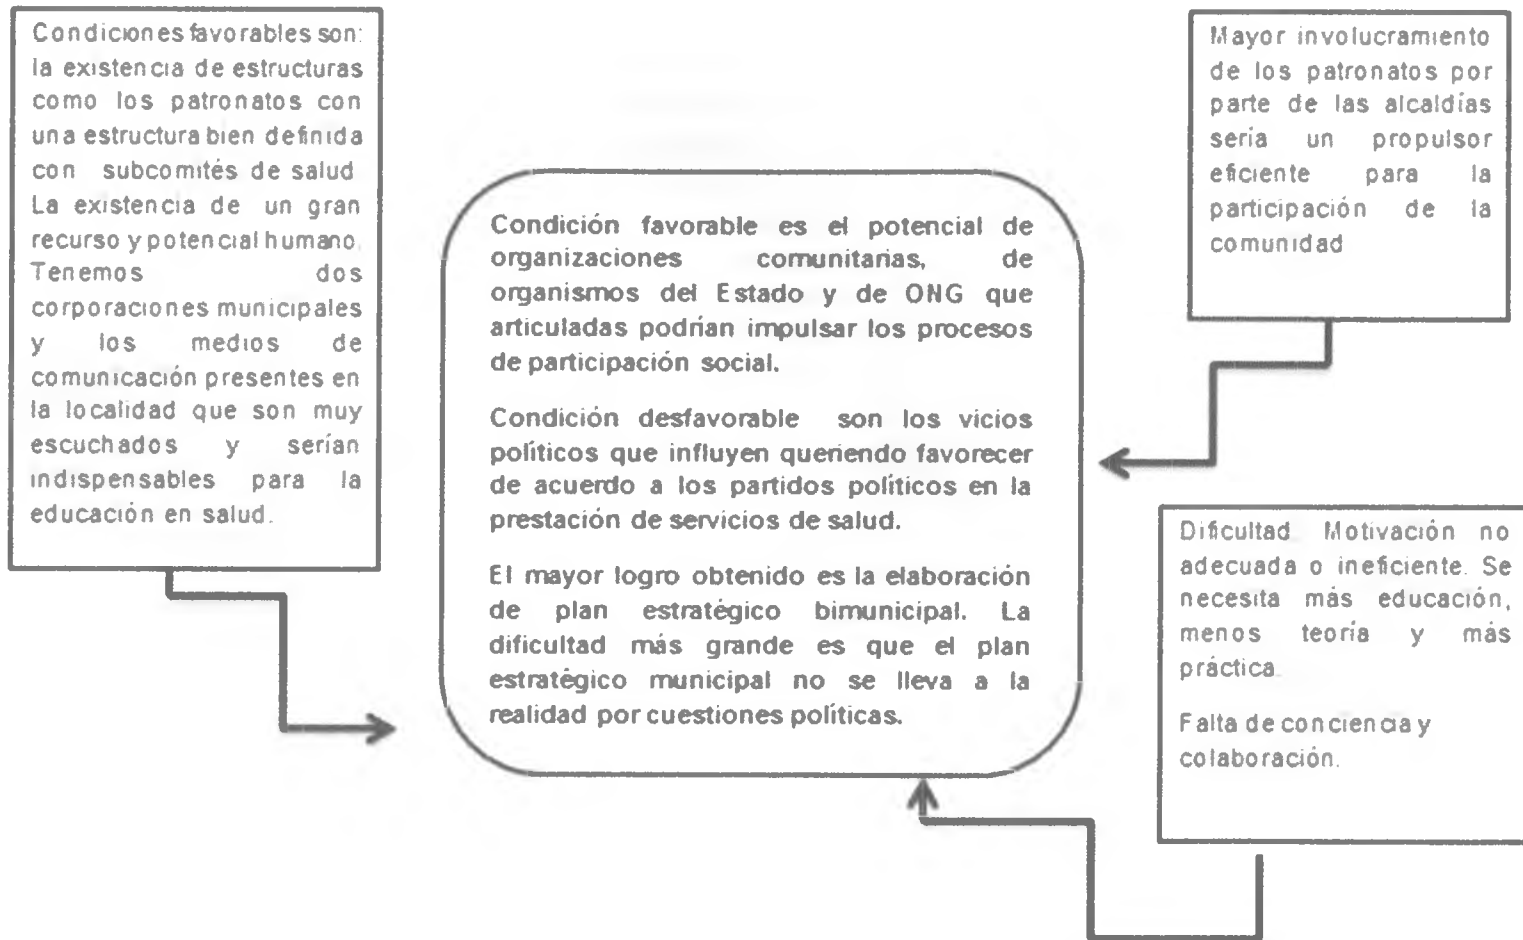 Condiciones favorables son:
la existencia de estructuras
como los patronatos con
una estructura bien definida
con subcomités de salud
La existencia de un gran
recurso y potencial humano,
Tenemos dos
corporaciones municipales
y los medios de
comunicación presentes en
la localidad que son muy
escuchados y serían
indispensables para la
educación en salud.
Condición favorable es el potencial de
organizaciones comunitarias, de
organismos del Estado y de ONG que
articuladas podrían impulsar los procesos
de participación social.
Condición desfavorable son los vicios
políticos que influyen queriendo favorecer
de acuerdo a los partidos políticos en la
prestación de servicios de salud.
El mayor logro obtenido es la elaboración
de plan estratégico bimunicipal. La
dificultad más grande es que el plan
estratégico municipal no se lleva a la
realidad por cuestiones políticas.
Mayor involucramiento
de los patronatos por
parte de las alcaldías
sería un propulsor
eficiente para la
participación de la
comunidad
Dificultad. Motivación no
adecuada o ineficiente. Se
necesita más educación,
menos teoría y más
práctica.
Falta de conciencia y
colaboración.